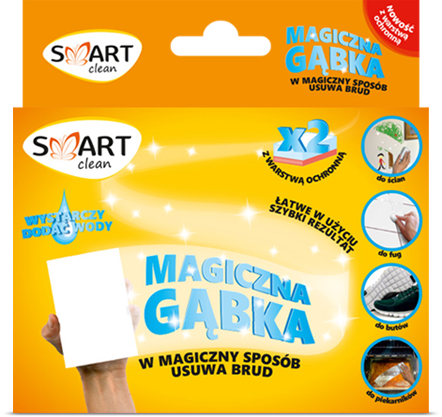 SMART
clean
MAGICZNA
GĄBKA
W MAGICZNY SPOSÓB
USUWA BRUD
Nowość
z warstwą
ochronną
SMART
clean
x2
Z WARSTWĄ OCHRONNĄ
do ścian
WYSTARCZY
DODAĆ WODY
ŁATWE W UŻYCIU
SZYBKI REZULTAT
do fug
MAGICZNA
GĄBKA
do butów
W MAGICZNY SPOSÓB
USUWA BRUD
do piekarników